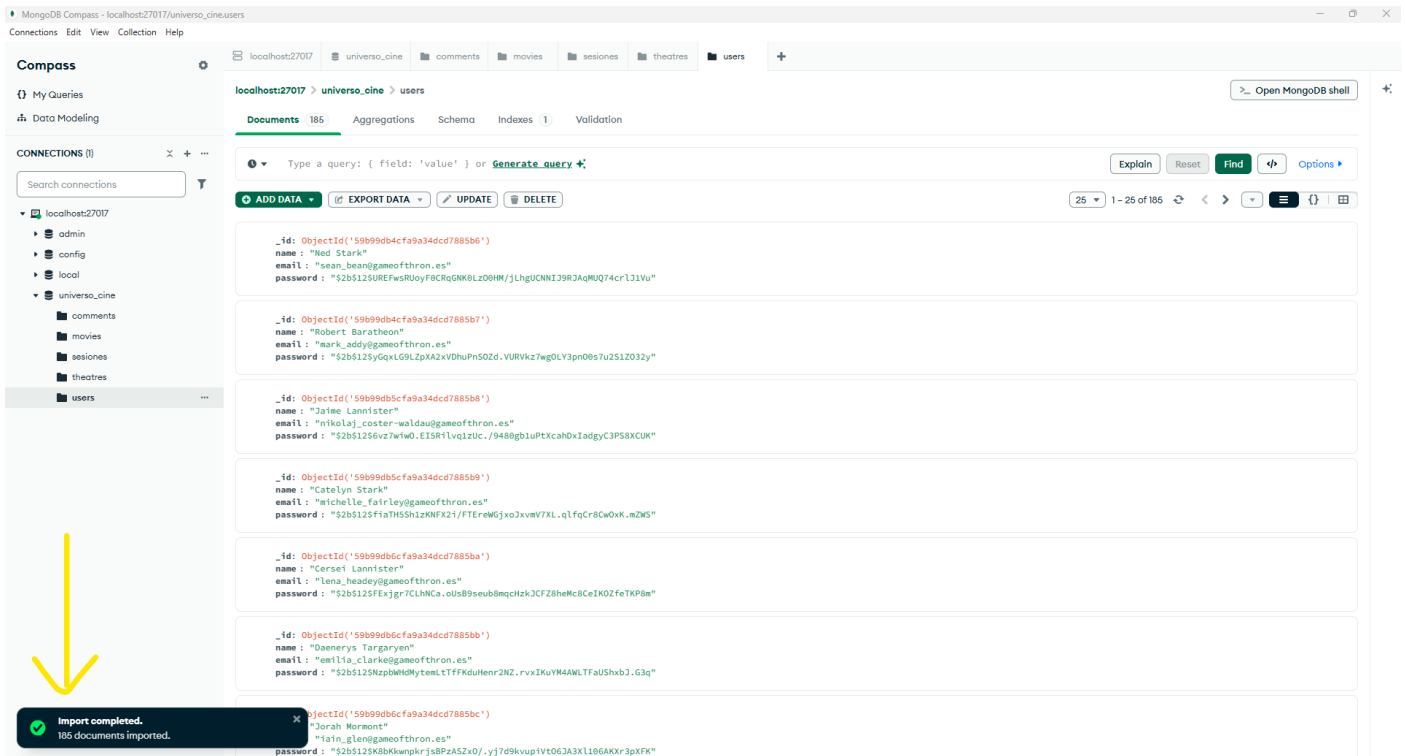 MongoDB Compass - localhost:27017/universo_cine.users
Connections Edit View Collection Help
Compass
My Queries
Data Modeling
CONNECTIONS (1)
Search connections
localhost:27017
admin
config
local
universo_cine
comments
movies
sesiones
theatres
users
localhost:27017 universo_cine comments movies sesiones theatres users
localhost:27017 > universo_cine > users
>_ Open MongoDB shell
Documents 185 Aggregations Schema Indexes 1 Validation
Type a query: { field: 'value' } or Generate query
Explain Reset Find </> Options
ADD DATA EXPORT DATA UPDATE DELETE
25 1 – 25 of 185 {}
_id: ObjectId('59b99db4cfa9a34dcd7885b6')
name : "Ned Stark"
email : "sean_bean@gameofthron.es"
password : "$2b$12$UREFwsRUoyF0CRqGNK0LzO0HM/jLhgUCNNIJ9RJAqMUQ74crlJ1Vu"
_id: ObjectId('59b99db4cfa9a34dcd7885b7')
name : "Robert Baratheon"
email : "mark_addy@gameofthron.es"
password : "$2b$12$yGqxLG9LZpXA2xVDhuPnSOZd.VURVkz7wgOLY3pnO0s7u2S1ZO32y"
_id: ObjectId('59b99db5cfa9a34dcd7885b8')
name : "Jaime Lannister"
email : "nikolaj_coster-waldau@gameofthron.es"
password : "$2b$12$6vz7wiwO.EI5Rilvq1zUc./9480gb1uPtXcahDxIadgyC3PS8XCUK"
_id: ObjectId('59b99db5cfa9a34dcd7885b9')
name : "Catelyn Stark"
email : "michelle_fairley@gameofthron.es"
password : "$2b$12$fiaTH5Sh1zKNFX2i/FTEreWGjxoJxvmV7XL.qlfqCr8CwOxK.mZWS"
_id: ObjectId('59b99db6cfa9a34dcd7885ba')
name : "Cersei Lannister"
email : "lena_headey@gameofthron.es"
password : "$2b$12$FExjgr7CLhNCa.oUsB9seub8mqcHzkJCFZ8heMc8CeIKOZfeTKP8m"
_id: ObjectId('59b99db6cfa9a34dcd7885bb')
name : "Daenerys Targaryen"
email : "emilia_clarke@gameofthron.es"
password : "$2b$12$NzpbWHdMytemLtTfFKduHenr2NZ.rvxIKuYM4AWLTFaUShxbJ.G3q"
bjectId('59b99db6cfa9a34dcd7885bc')
"Jorah Mormont"
"iain_glen@gameofthron.es"
password : "$2b$12$K8bKkwnpkrjsBPzASZxO/.yj7d9kvupiVtO6JA3Xl106AKXr3pXFK"
Import completed.
185 documents imported.